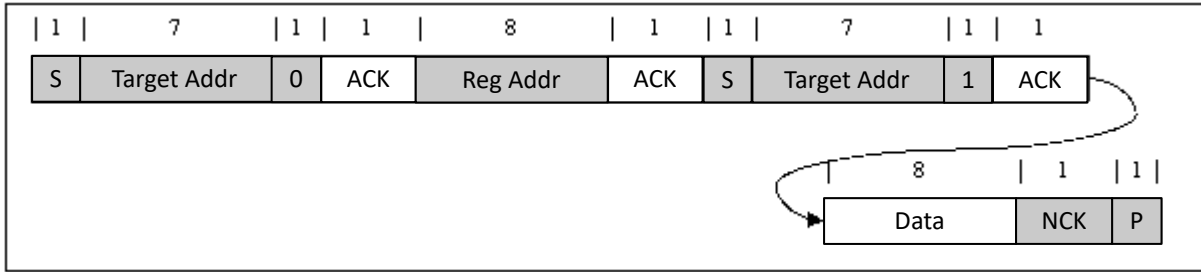 | 1 | 7 | 1 | 1 | 8 | 1 | 1 | 7 | 1 | 1
S Target Addr 0 ACK Reg Addr ACK S Target Addr 1 ACK
| 8 | 1 | 1 |
Data NCK P